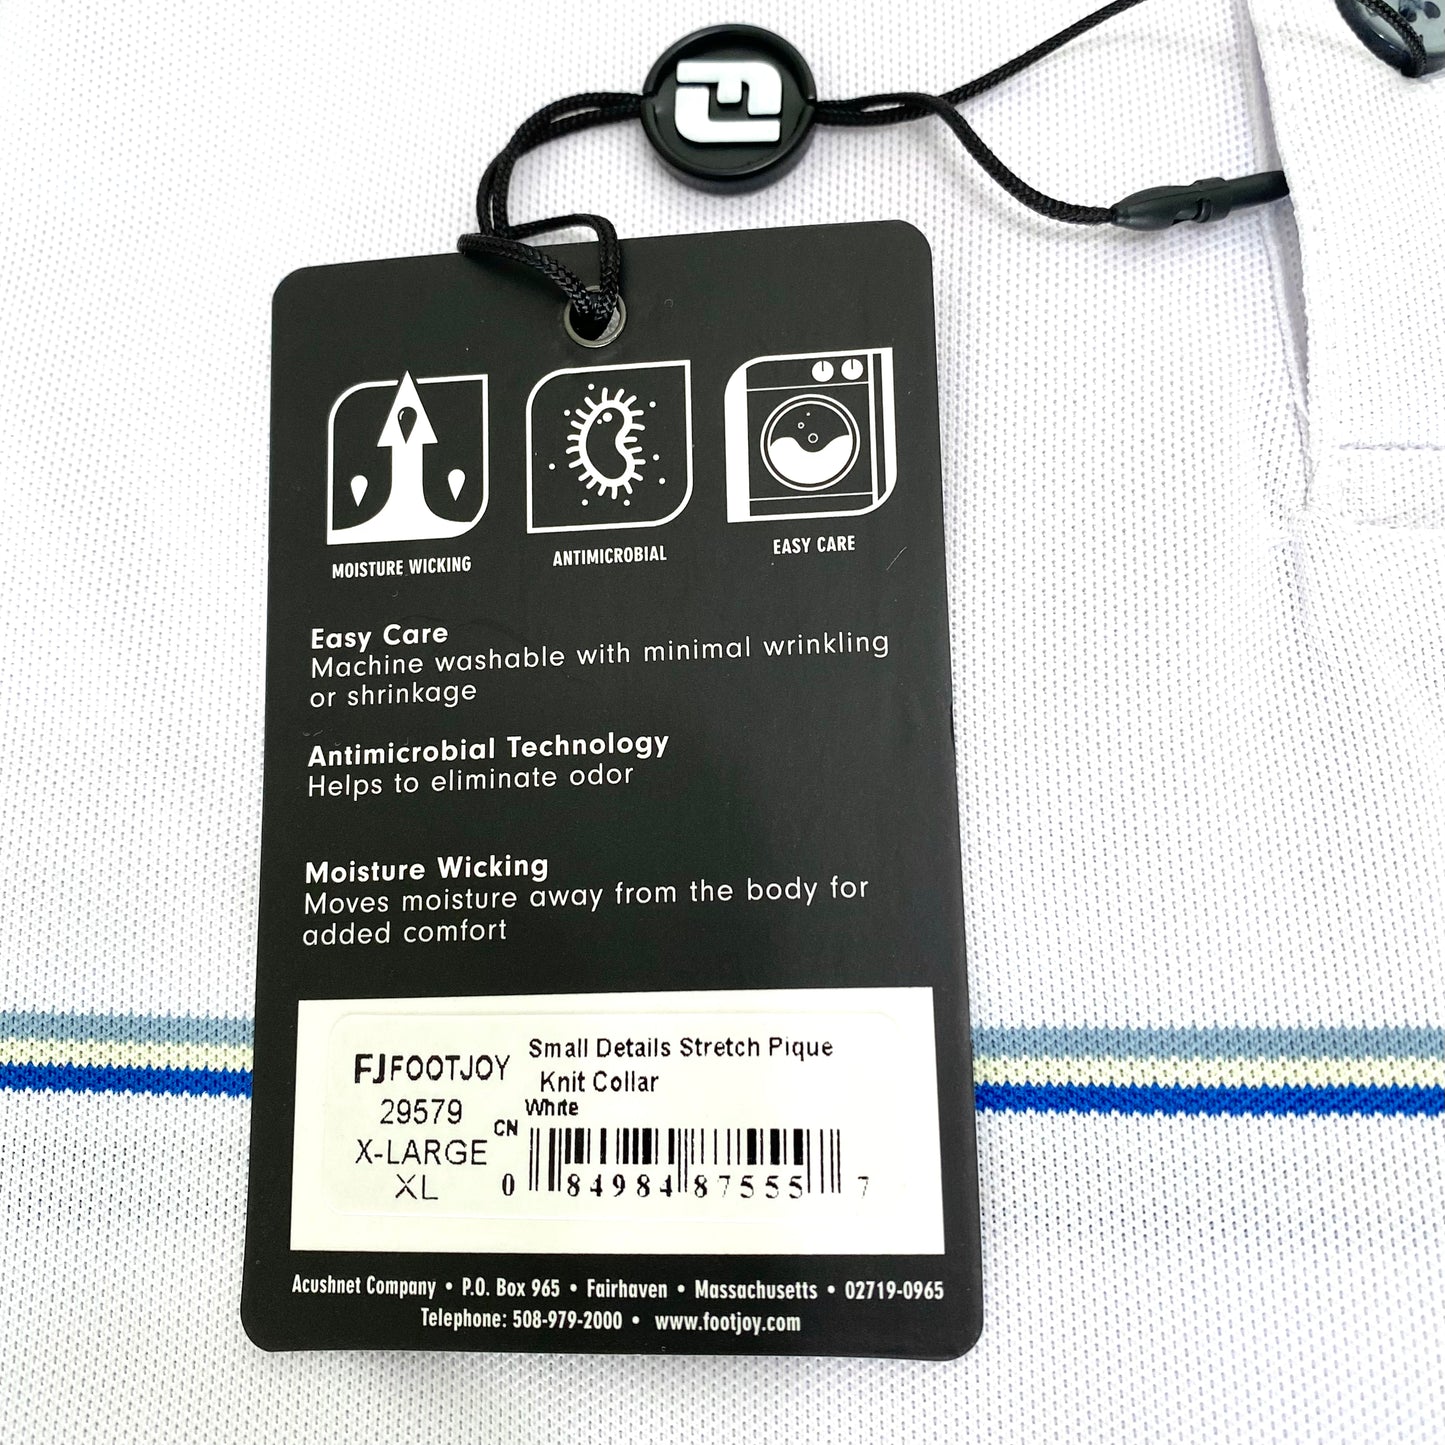 FJ
MOISTURE WICKING
ANTIMICROBIAL
EASY CARE
Easy Care
Machine washable with minimal wrinkling
or shrinkage
Antimicrobial Technology
Helps to eliminate odor
Moisture Wicking
Moves moisture away from the body for
added comfort
FJ FOOTJOY
29579
X-LARGE
XL
Small Details Stretch Pique
Knit Collar
White
CN
0 84984 87555 7
Acushnet Company • P.O. Box 965 • Fairhaven • Massachusetts • 02719-0965
Telephone: 508-979-2000 • www.footjoy.com